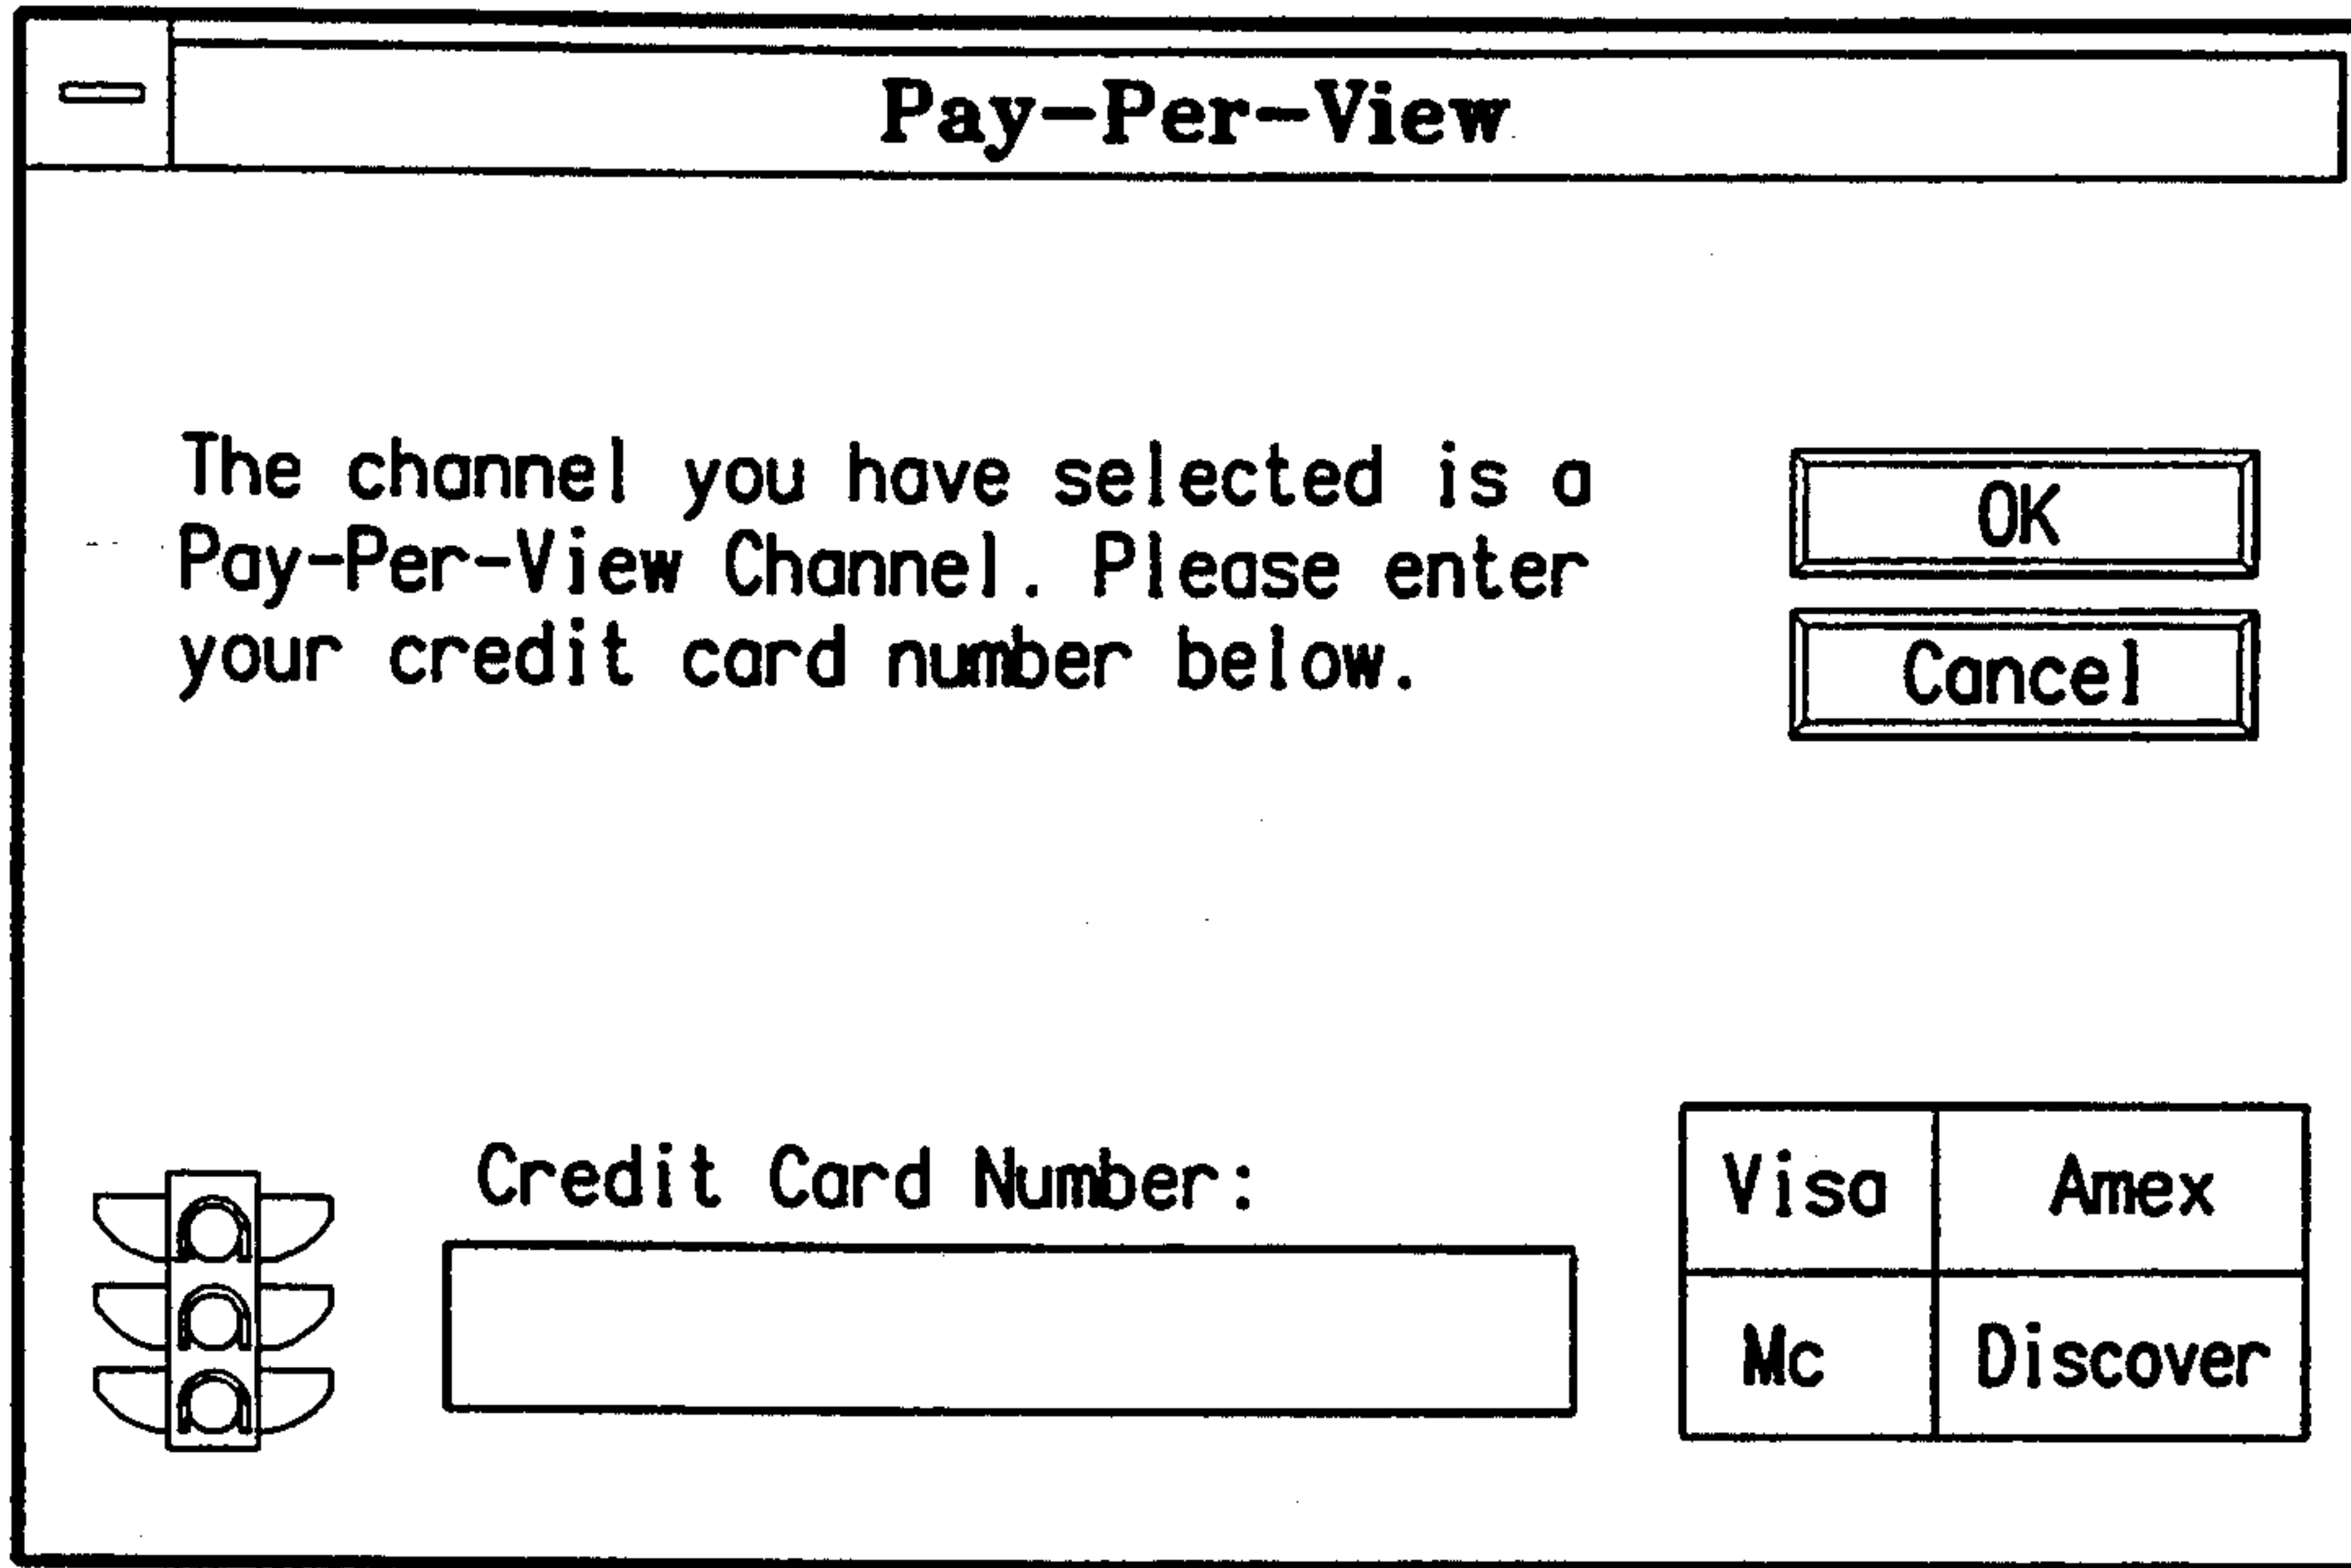 Pay-Per-View
The channel you have selected is a
Pay-Per-View Channel. Please enter
your credit card number below.
OK
Cancel
Credit Card Number:
Visa Amex
Mc Discover